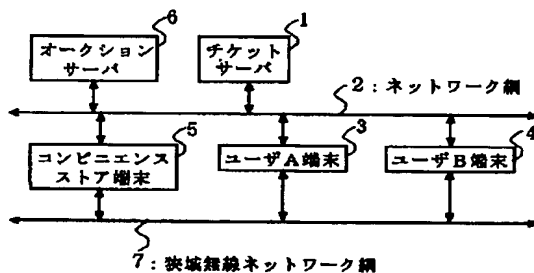 6
オークション
サーバ
1
チケット
サーバ
2:ネットワーク網
5
コンビニエンス
ストア端末
3
ユーザA端末
4
ユーザB端末
7:狭域無線ネットワーク網